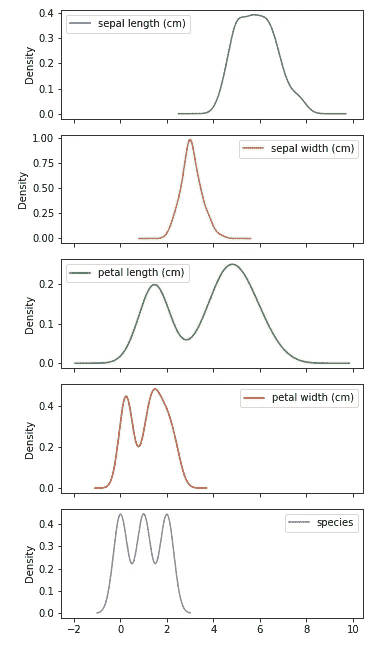 0.4
0.3
0.2
0.1
0.0
Density
sepal length (cm)
1.00
0.75
0.50
0.25
0.00
Density
sepal width (cm)
0.2
0.1
0.0
Density
petal length (cm)
0.4
0.2
0.0
Density
petal width (cm)
0.4
0.3
0.2
0.1
0.0
Density
species
−2 0 2 4 6 8 10